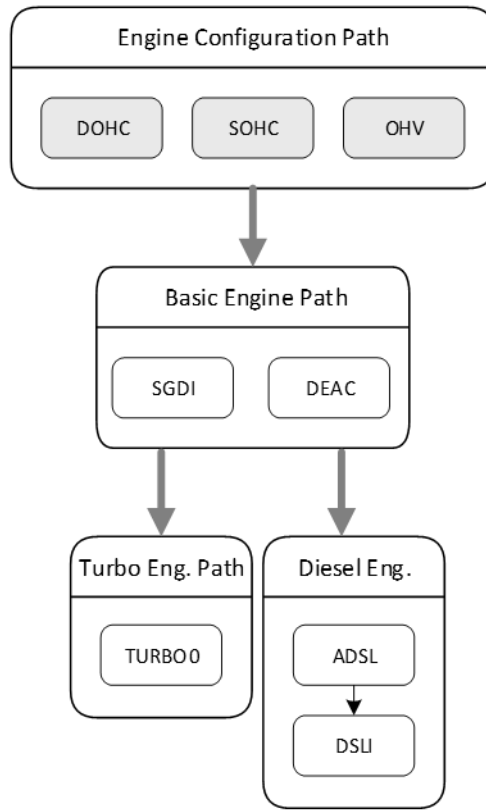 Engine Configuration Path
DOHC SOHC OHV
Basic Engine Path
SGDI DEAC
Turbo Eng. Path
TURBO0
Diesel Eng.
ADSL
DSLI